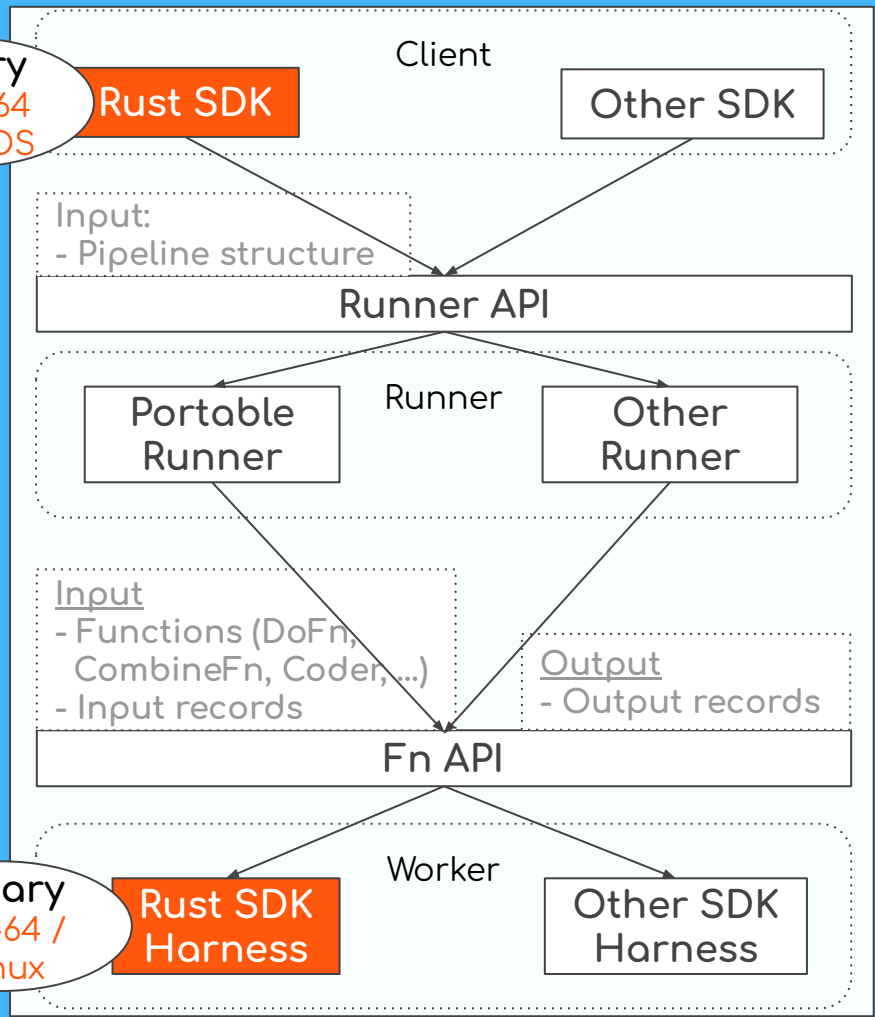 Client
Rust SDK
Other SDK
Input:
- Pipeline structure
Runner API
Runner
Portable
Runner
Other
Runner
Input
- Functions (DoFn,
CombineFn, Coder, ...)
- Input records
Output
- Output records
Fn API
Worker
Rust SDK
Harness
Other SDK
Harness